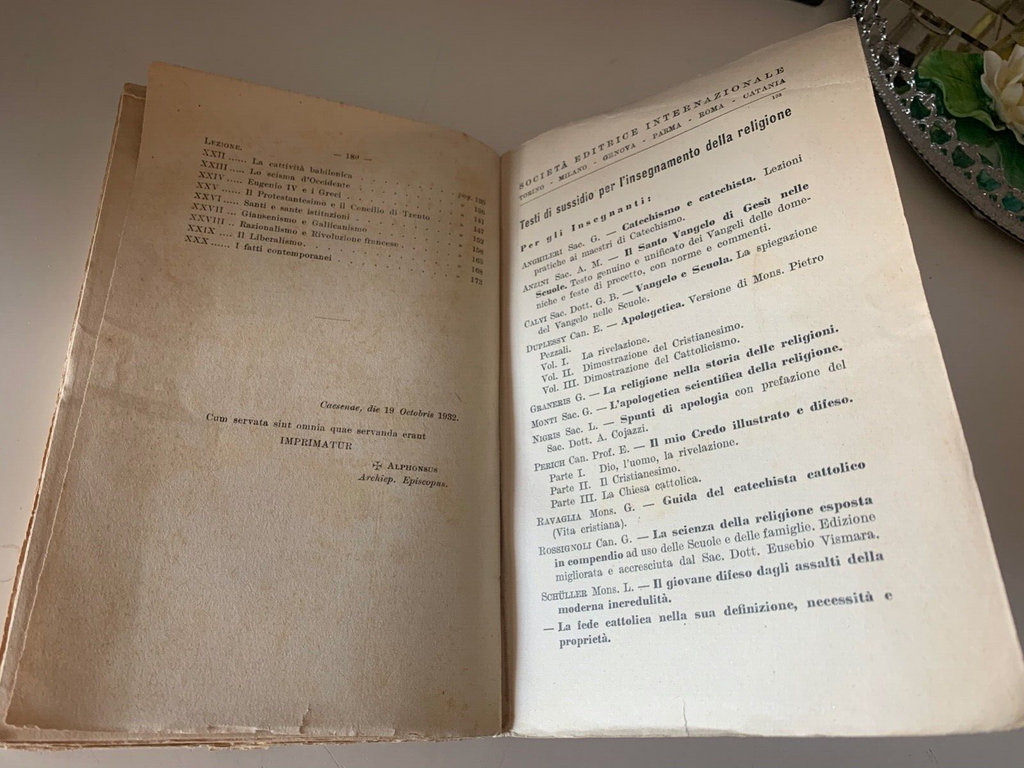 LEZIONE.
pag.
XXII ...... La cattività babilonica
XXIII ..... Lo scisma d'Occidente
XXIV ..... Eugenio IV e i Greci
XXV ...... Il Protestantesimo e il Concilio di Trento
XXVI ..... Santi e sante istituzioni
XXVII .... Giansenismo e Gallicanismo
XXVIII ... Razionalismo e Rivoluzione francese
XXIX ..... Il Liberalismo
XXX ...... I fatti contemporanei 173
Caesenae, die 19 Octobris 1932.
Cum servata sint omnia quae servanda erant
IMPRIMATUR
✠ ALPHONSUS
Archiep. Episcopus.
SOCIETÀ EDITRICE INTERNAZIONALE
TORINO - MILANO - GENOVA - PARMA - ROMA - CATANIA
Testi di sussidio per l'insegnamento della religione
Per gli Insegnanti:
ANGHILERI Sac. G. — Catechismo e catechista. Lezioni
pratiche ai maestri di Catechismo.
ANZINI Sac. A. M. — Il Santo Vangelo di Gesù nelle
Scuole. Testo genuino e unificato dei Vangeli delle dome-
niche e feste di precetto, con norme e commenti.
CALVI Sac. Dott. G. B. — Vangelo e Scuola. La spiegazione
del Vangelo nelle Scuole.
DUPLESSY Can. E. — Apologetica. Versione di Mons. Pietro
Pezzali.
Vol. I. La rivelazione.
Vol. II. Dimostrazione del Cristianesimo.
Vol. III. Dimostrazione del Cattolicismo.
GRANERIS G. — La religione nella storia delle religioni.
MONTI Sac. G. — L'apologetica scientifica della religione.
NIGRIS Sac. L. — Spunti di apologia con prefazione del
Sac. Dott. A. Cojazzi.
PERICH Can. Prof. E. — Il mio Credo illustrato e difeso.
Parte I. Dio, l'uomo, la rivelazione.
Parte II. Il Cristianesimo.
Parte III. La Chiesa cattolica.
RAVAGLIA Mons. G. — Guida del catechista cattolico
(Vita cristiana).
ROSSIGNOLI Can. G. — La scienza della religione esposta
in compendio ad uso delle Scuole e delle famiglie. Edizione
migliorata e accresciuta dal Sac. Dott. Eusebio Vismara.
SCHÜLLER Mons. L. — Il giovane difeso dagli assalti della
moderna incredulità.
— La fede cattolica nella sua definizione, necessità e
proprietà.